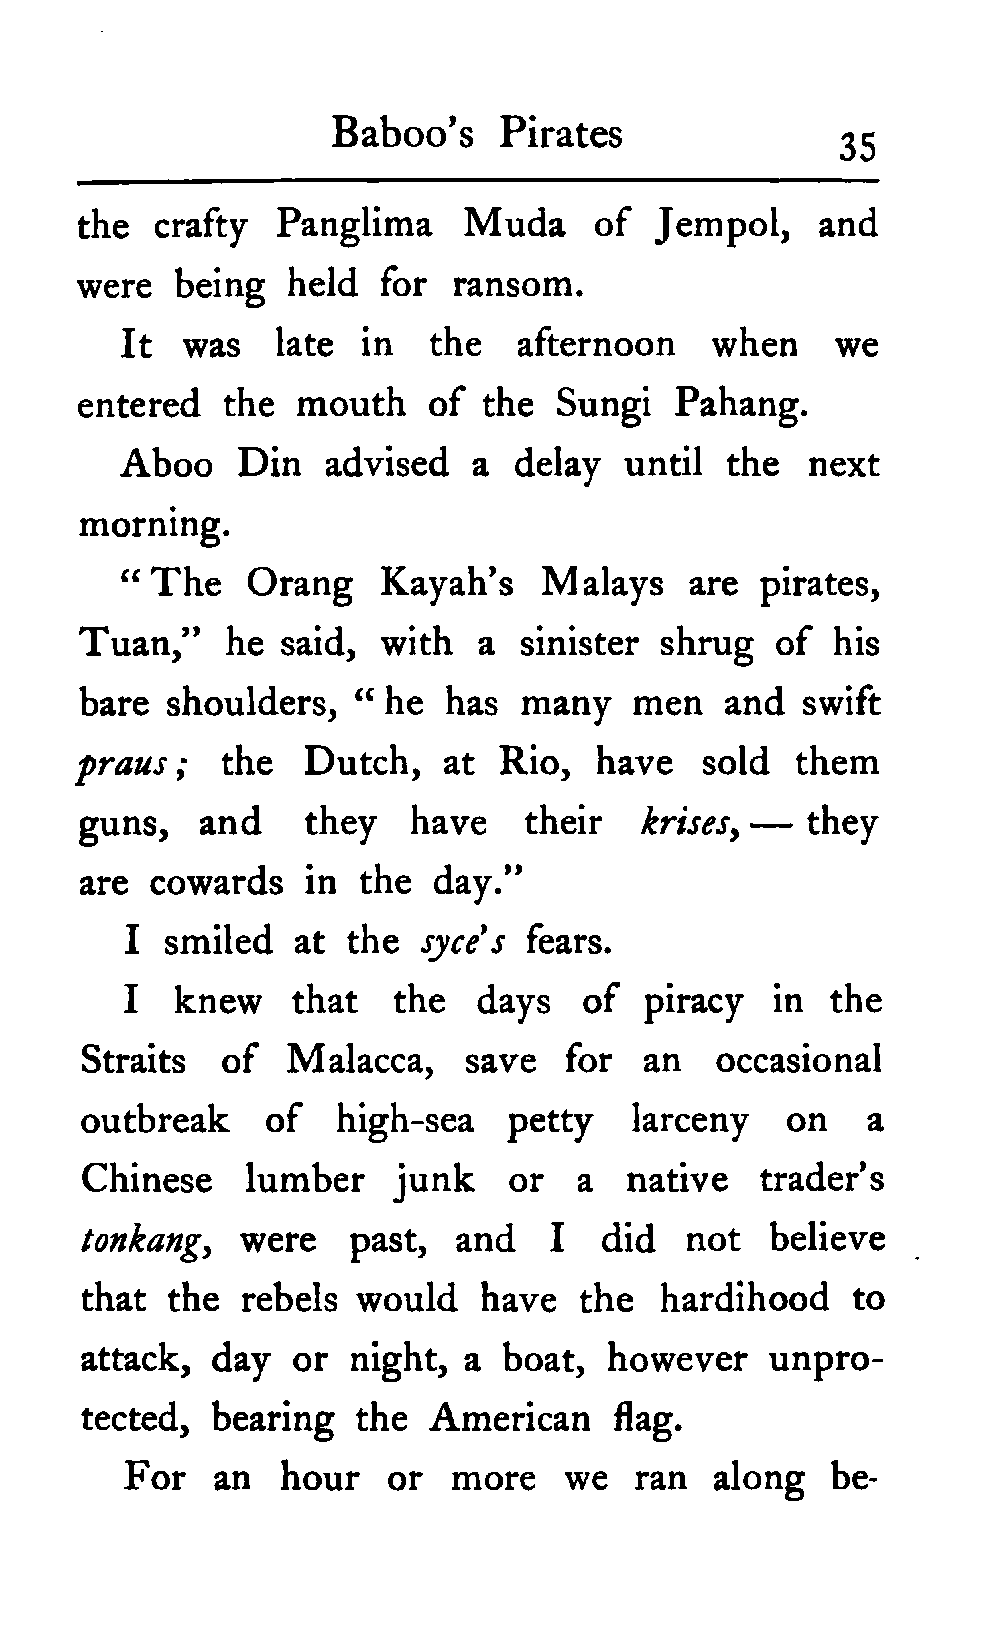 Baboo's Pirates
35
the crafty Panglima Muda of Jempol, and
were being held for ransom.
It was late in the afternoon when we
entered the mouth of the Sungi Pahang.
Aboo Din advised a delay until the next
morning.
“ The Orang Kayah's Malays are pirates,
Tuan,” he said, with a sinister shrug of his
bare shoulders, “ he has many men and swift
praus ; the Dutch, at Rio, have sold them
guns, and they have their krises, — they
are cowards in the day.”
I smiled at the syce's fears.
I knew that the days of piracy in the
Straits of Malacca, save for an occasional
outbreak of high-sea petty larceny on a
Chinese lumber junk or a native trader's
tonkang, were past, and I did not believe
that the rebels would have the hardihood to
attack, day or night, a boat, however unpro-
tected, bearing the American flag.
For an hour or more we ran along be-